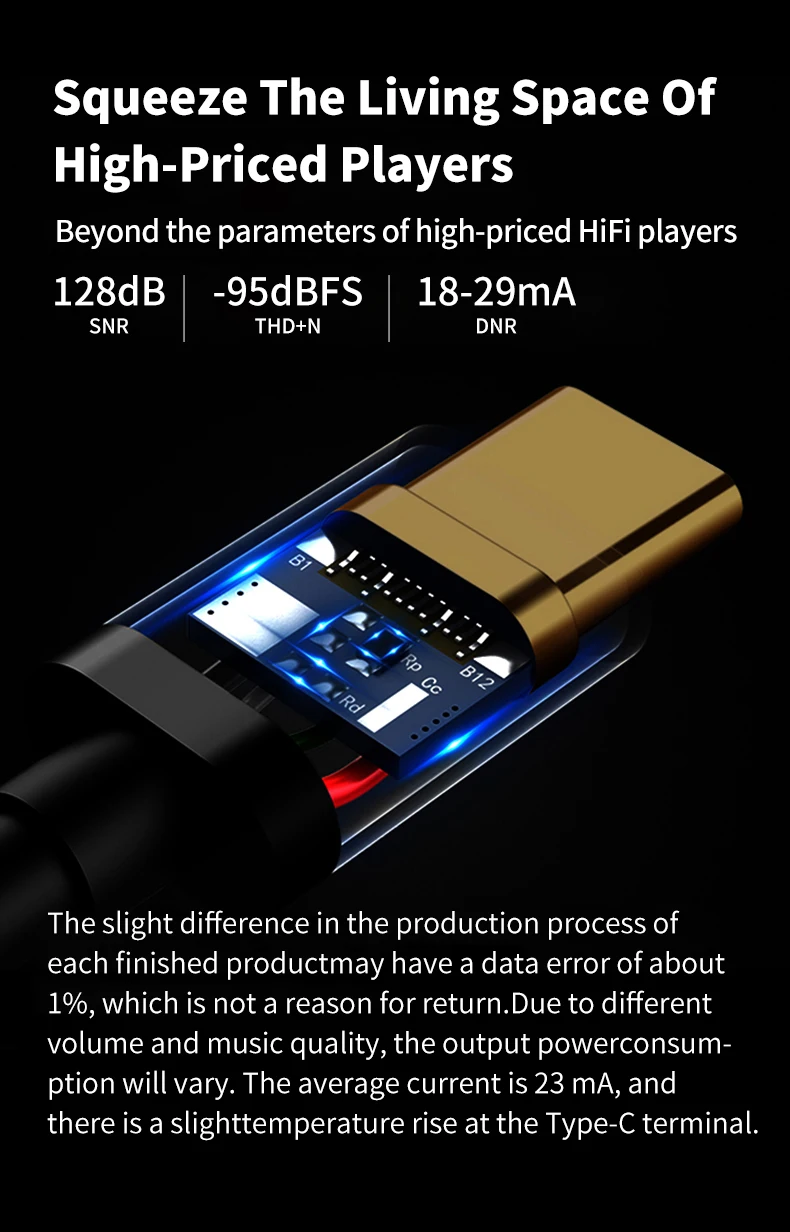 Squeeze The Living Space Of
High-Priced Players
Beyond the parameters of high-priced HiFi players
128dB -95dBFS 18-29mA
SNR THD+N DNR
B1
Rp
Cc
B12
Rd
The slight difference in the production process of
each finished productmay have a data error of about
1%, which is not a reason for return.Due to different
volume and music quality, the output powerconsum-
ption will vary. The average current is 23 mA, and
there is a slighttemperature rise at the Type-C terminal.